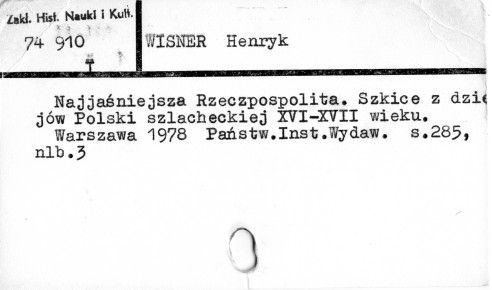 Zakł. Hist. Nauki i Kult.
74 910
WISNER Henryk
Najjaśniejsza Rzeczpospolita. Szkice z dzie
jów Polski szlacheckiej XVI-XVII wieku.
Warszawa 1978 Państw.Inst.Wydaw. s.285,
nlb.3